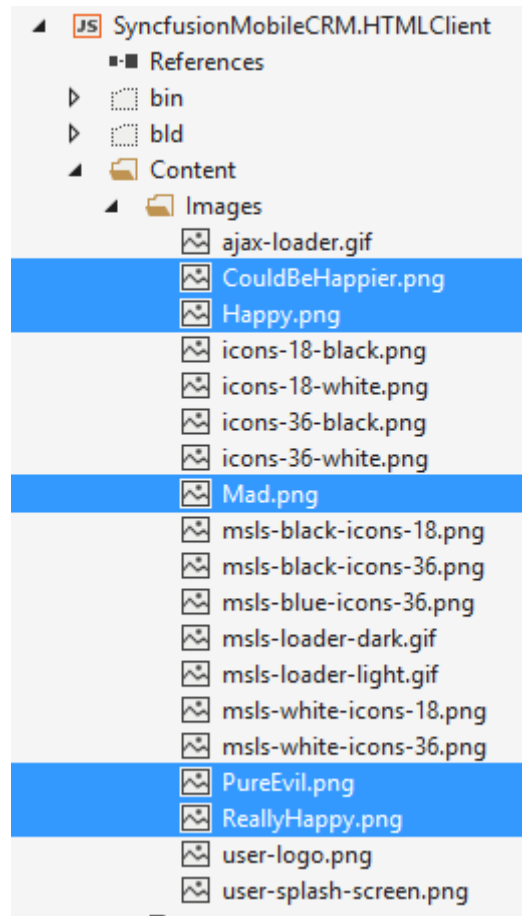 JS SyncfusionMobileCRM.HTMLClient
References
bin
bld
Content
Images
ajax-loader.gif
CouldBeHappier.png
Happy.png
icons-18-black.png
icons-18-white.png
icons-36-black.png
icons-36-white.png
Mad.png
msls-black-icons-18.png
msls-black-icons-36.png
msls-blue-icons-36.png
msls-loader-dark.gif
msls-loader-light.gif
msls-white-icons-18.png
msls-white-icons-36.png
PureEvil.png
ReallyHappy.png
user-logo.png
user-splash-screen.png